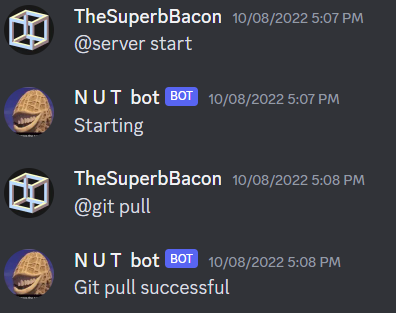 TheSuperbBacon 10/08/2022 5:07 PM
@server start
N U T bot BOT 10/08/2022 5:07 PM
Starting
TheSuperbBacon 10/08/2022 5:08 PM
@git pull
N U T bot BOT 10/08/2022 5:08 PM
Git pull successful